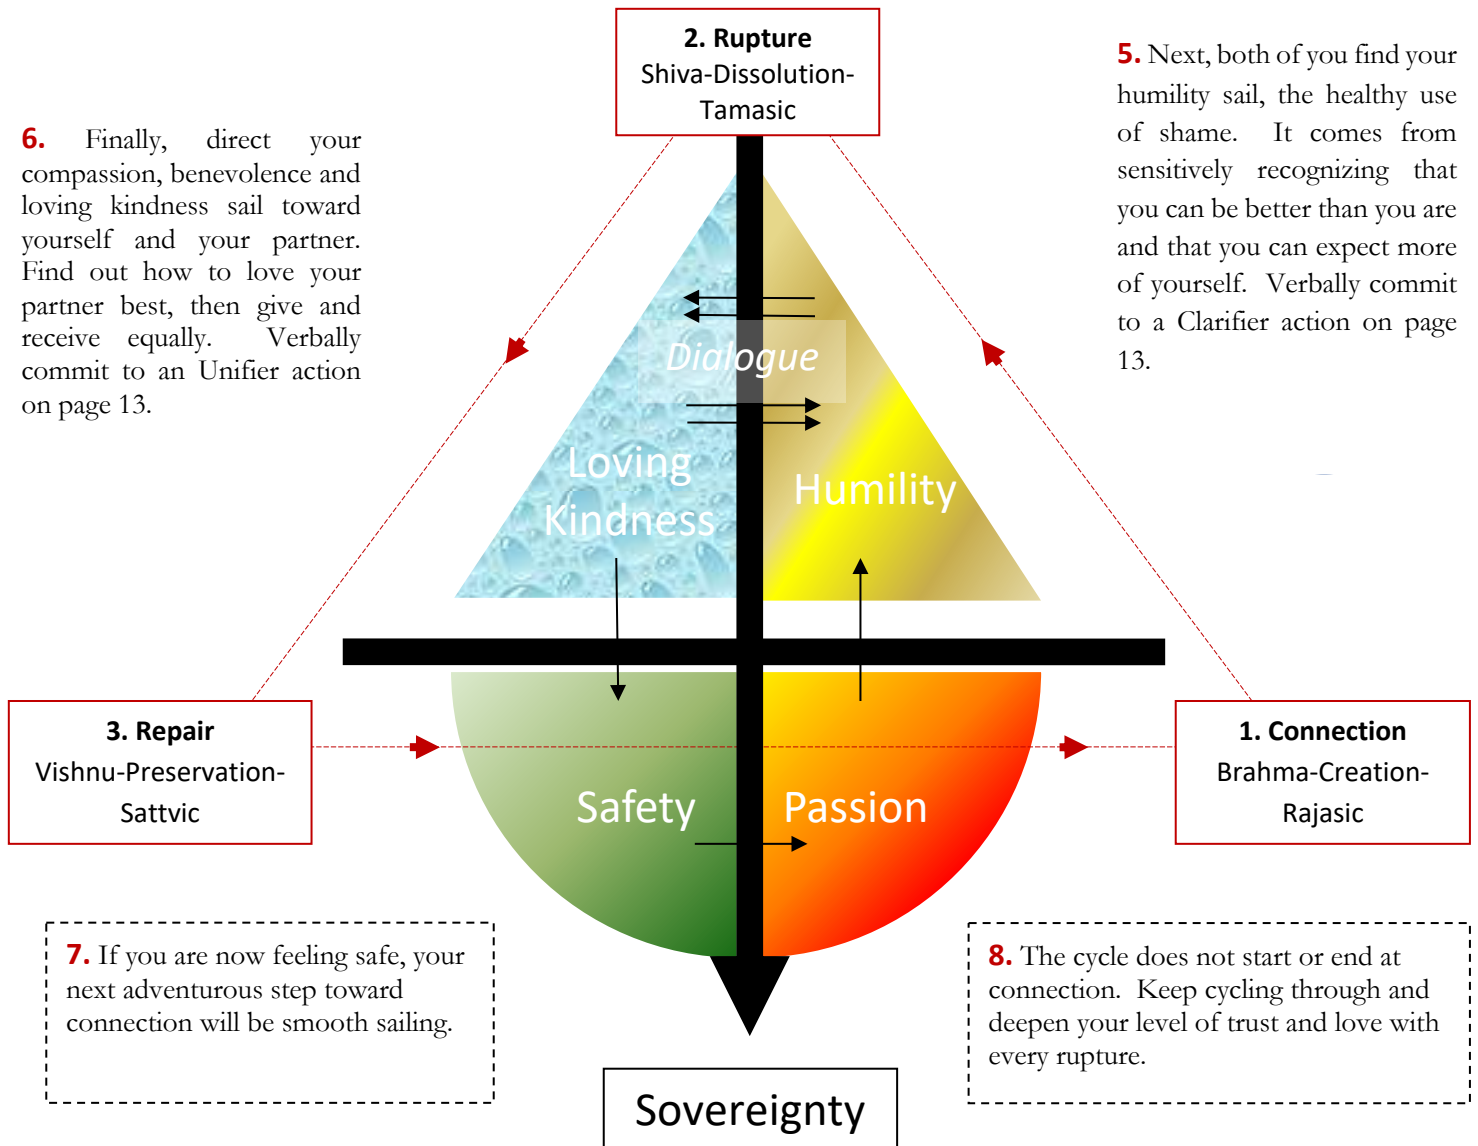 2. Rupture
Shiva-Dissolution-
Tamasic
5. Next, both of you find your
humility sail, the healthy use
of shame. It comes from
sensitively recognizing that
you can be better than you are
and that you can expect more
of yourself. Verbally commit
to a Clarifier action on page
13.
6. Finally, direct your
compassion, benevolence and
loving kindness sail toward
yourself and your partner.
Find out how to love your
partner best, then give and
receive equally. Verbally
commit to an Unifier action
on page 13.
Dialogue
Loving
Kindness
Humility
3. Repair
Vishnu-Preservation-
Sattvic
1. Connection
Brahma-Creation-
Rajasic
Safety
Passion
7. If you are now feeling safe, your
next adventurous step toward
connection will be smooth sailing.
8. The cycle does not start or end at
connection. Keep cycling through and
deepen your level of trust and love with
every rupture.
Sovereignty